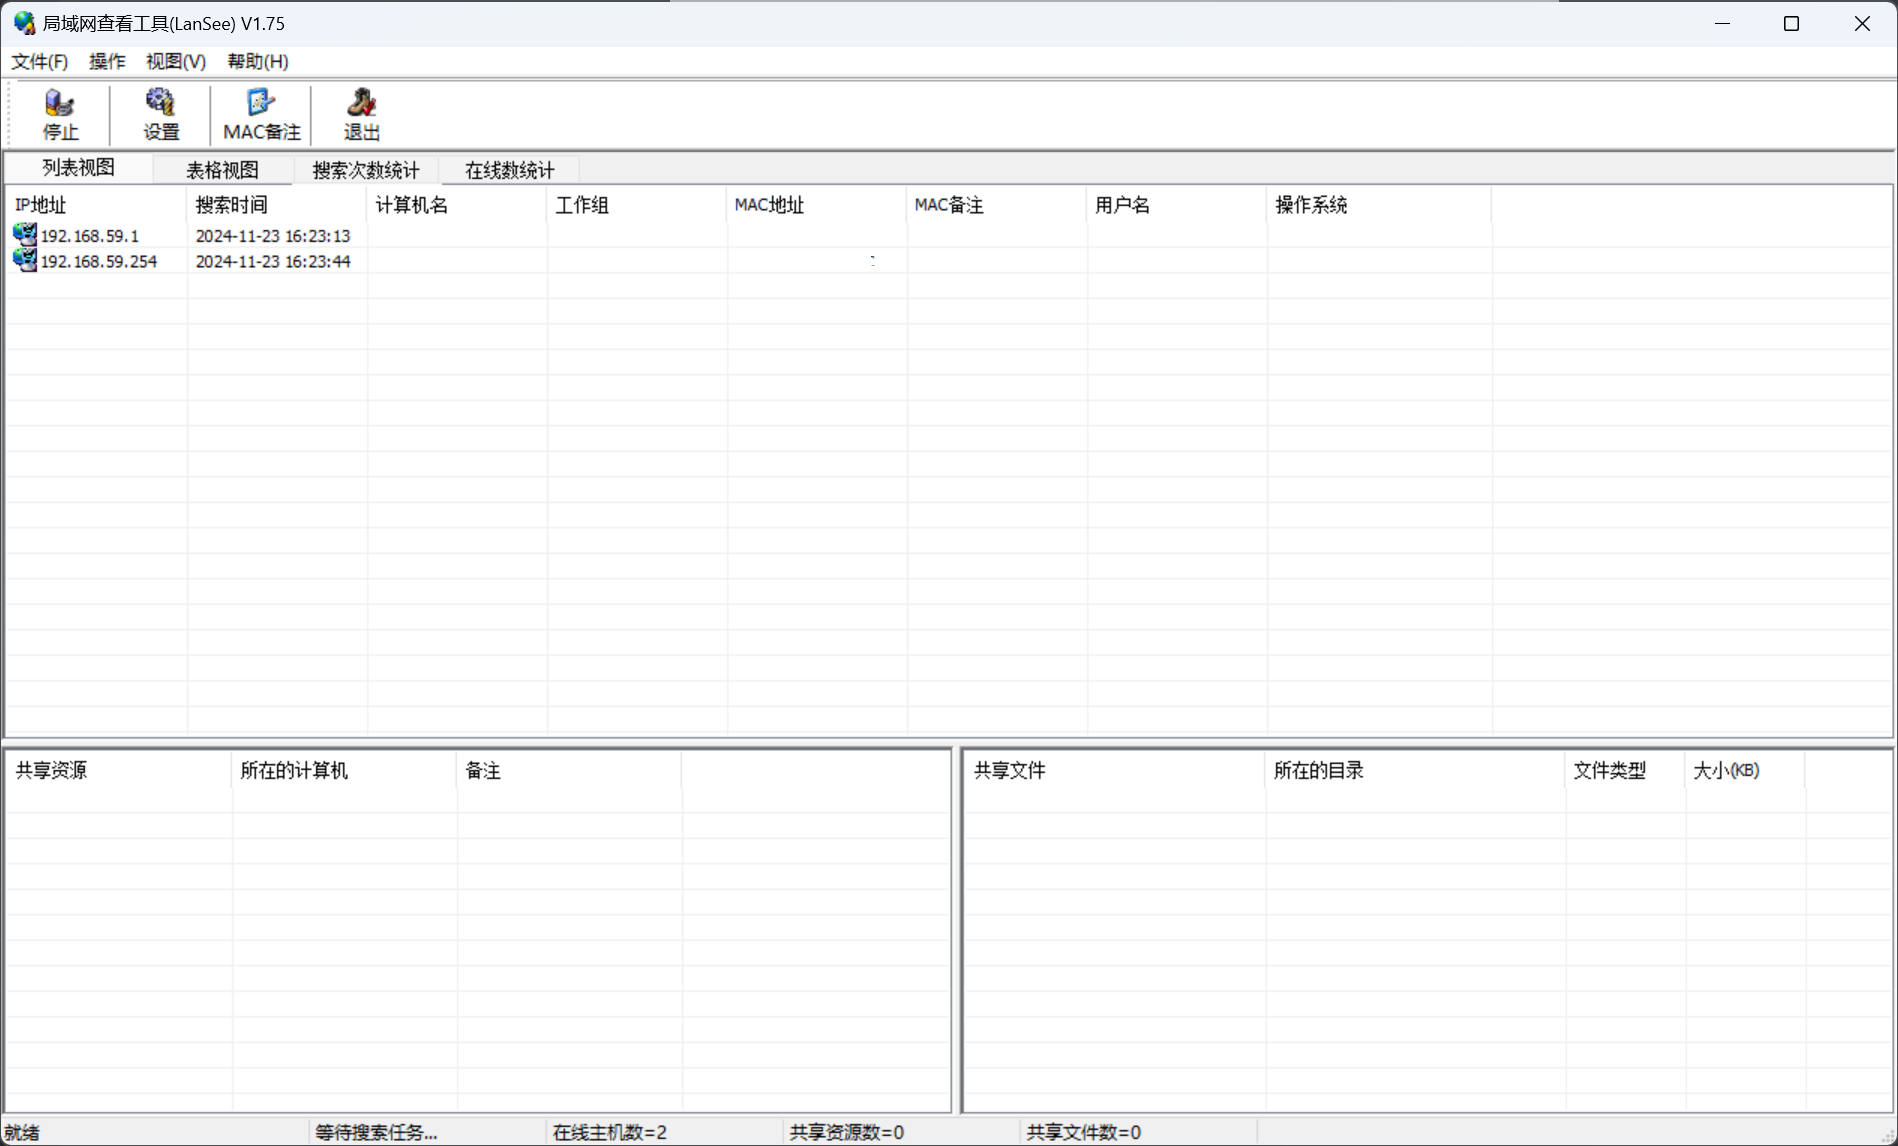 局域网查看工具(LanSee) V1.75
文件(F) 操作 视图(V) 帮助(H)
停止 设置 MAC备注 退出
列表视图 表格视图 搜索次数统计 在线数统计
IP地址 搜索时间 计算机名 工作组 MAC地址 MAC备注 用户名 操作系统
192.168.59.1 2024-11-23 16:23:13
192.168.59.254 2024-11-23 16:23:44
共享资源 所在的计算机 备注
共享文件 所在的目录 文件类型 大小(KB)
就绪 等待搜索任务... 在线主机数=2 共享资源数=0 共享文件数=0